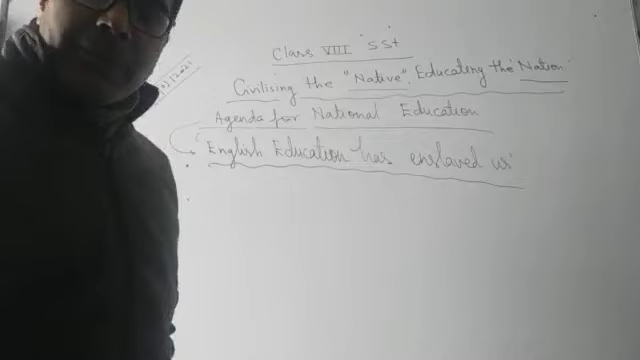 Class VIII "SSt
Civilising the "Native", Educating the "Nation"
Agenda for National Education
"English Education has enslaved us"